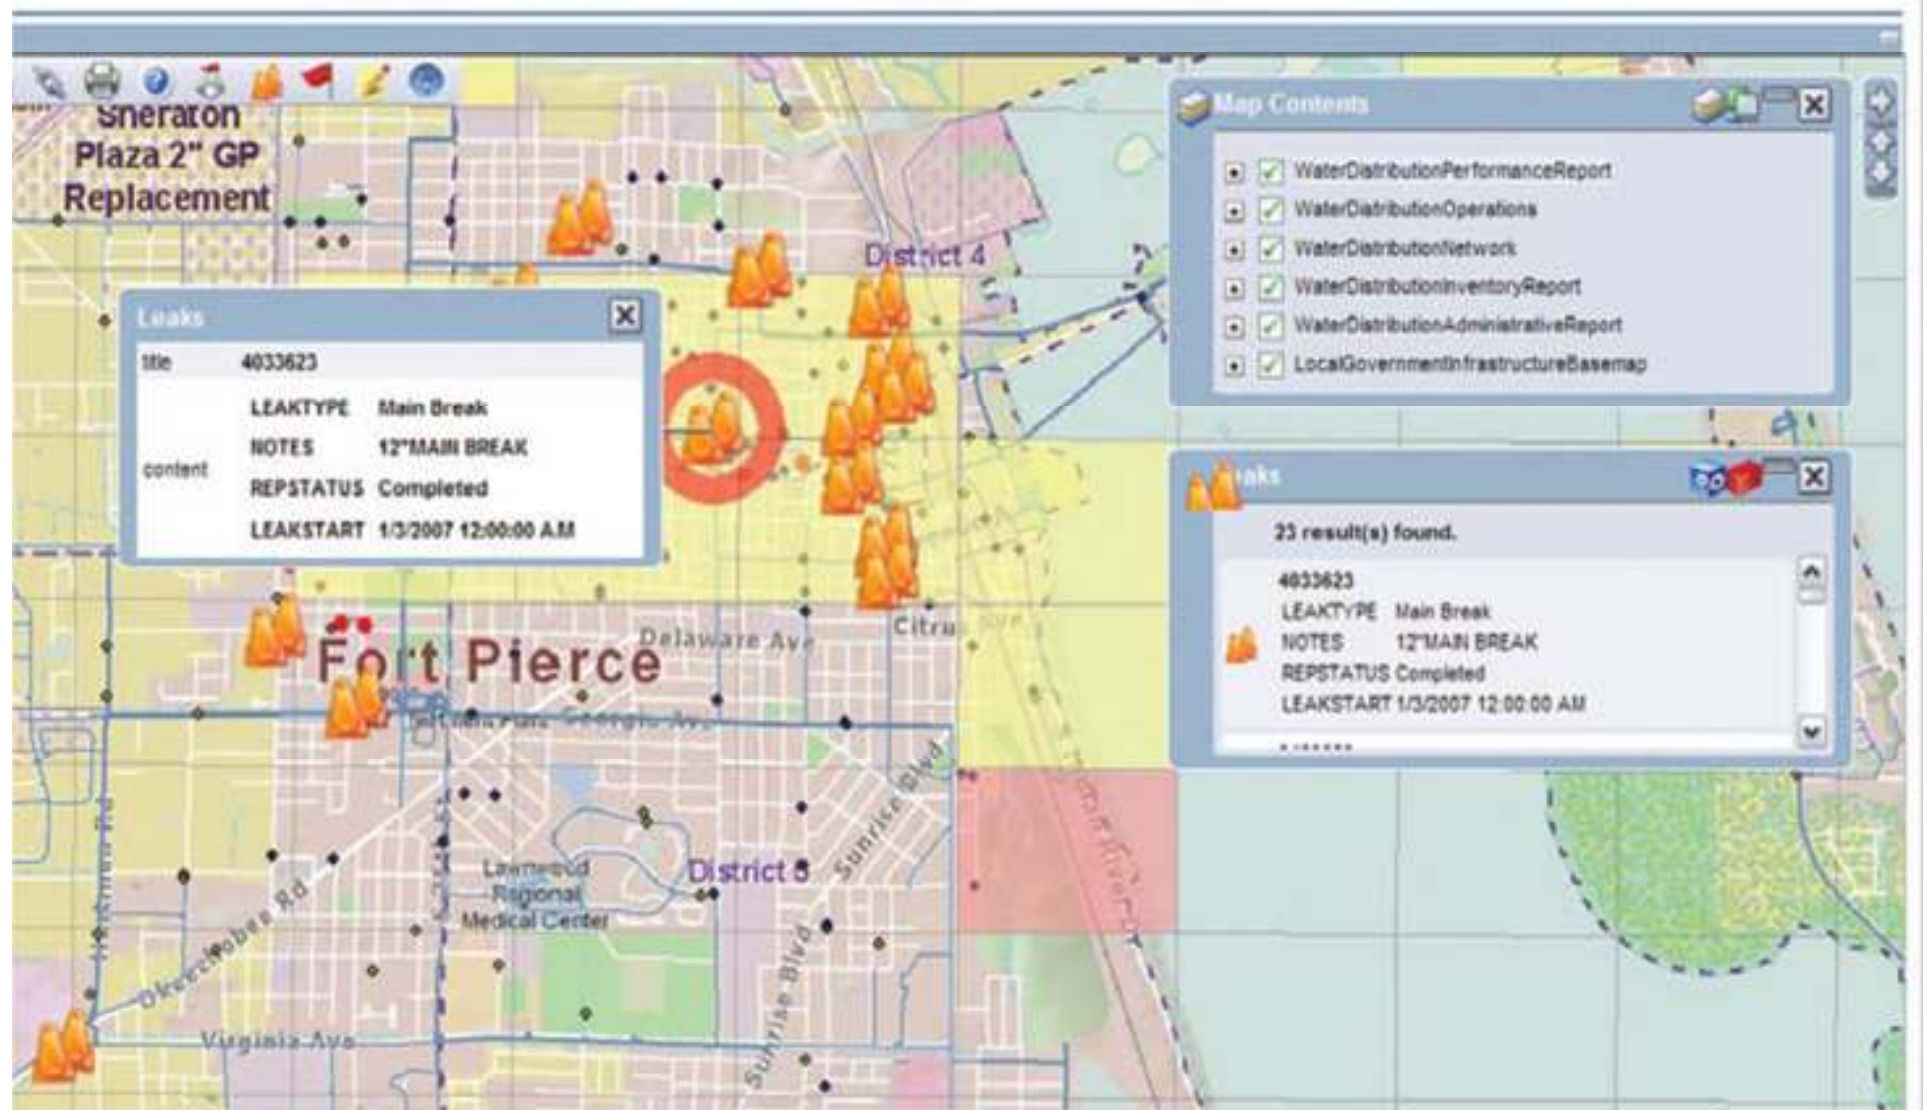 Sheraton
Plaza 2" GP
Replacement
District 4
Map Contents
WaterDistributionPerformanceReport
WaterDistributionOperations
WaterDistributionNetwork
WaterDistributionInventoryReport
WaterDistributionAdministrativeReport
LocalGovernmentInfrastructureBasemap
Leaks
title 4033623
content
LEAKTYPE Main Break
NOTES 12"MAIN BREAK
REPSTATUS Completed
LEAKSTART 1/3/2007 12:00:00 AM
aks
23 result(s) found.
4033623
LEAKTYPE Main Break
NOTES 12"MAIN BREAK
REPSTATUS Completed
LEAKSTART 1/3/2007 12:00:00 AM
Delaware Ave
Citru Ave
Fort Pierce
Georgia Ave
Sunrise Blvd
Lawnwood
Regional
Medical Center
District 5
Okeechobee Rd
Sunrise Blvd
Virginia Ave